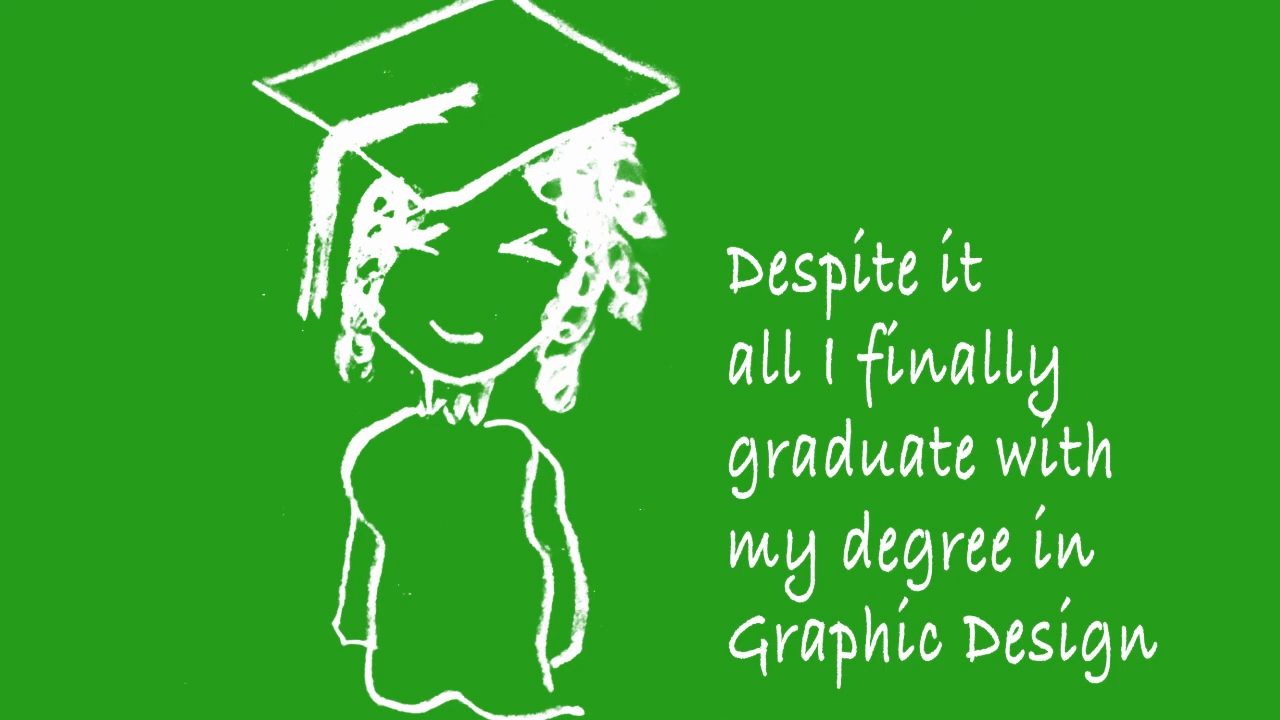 Despite it
all I finally
graduate with
my degree in
Graphic Design